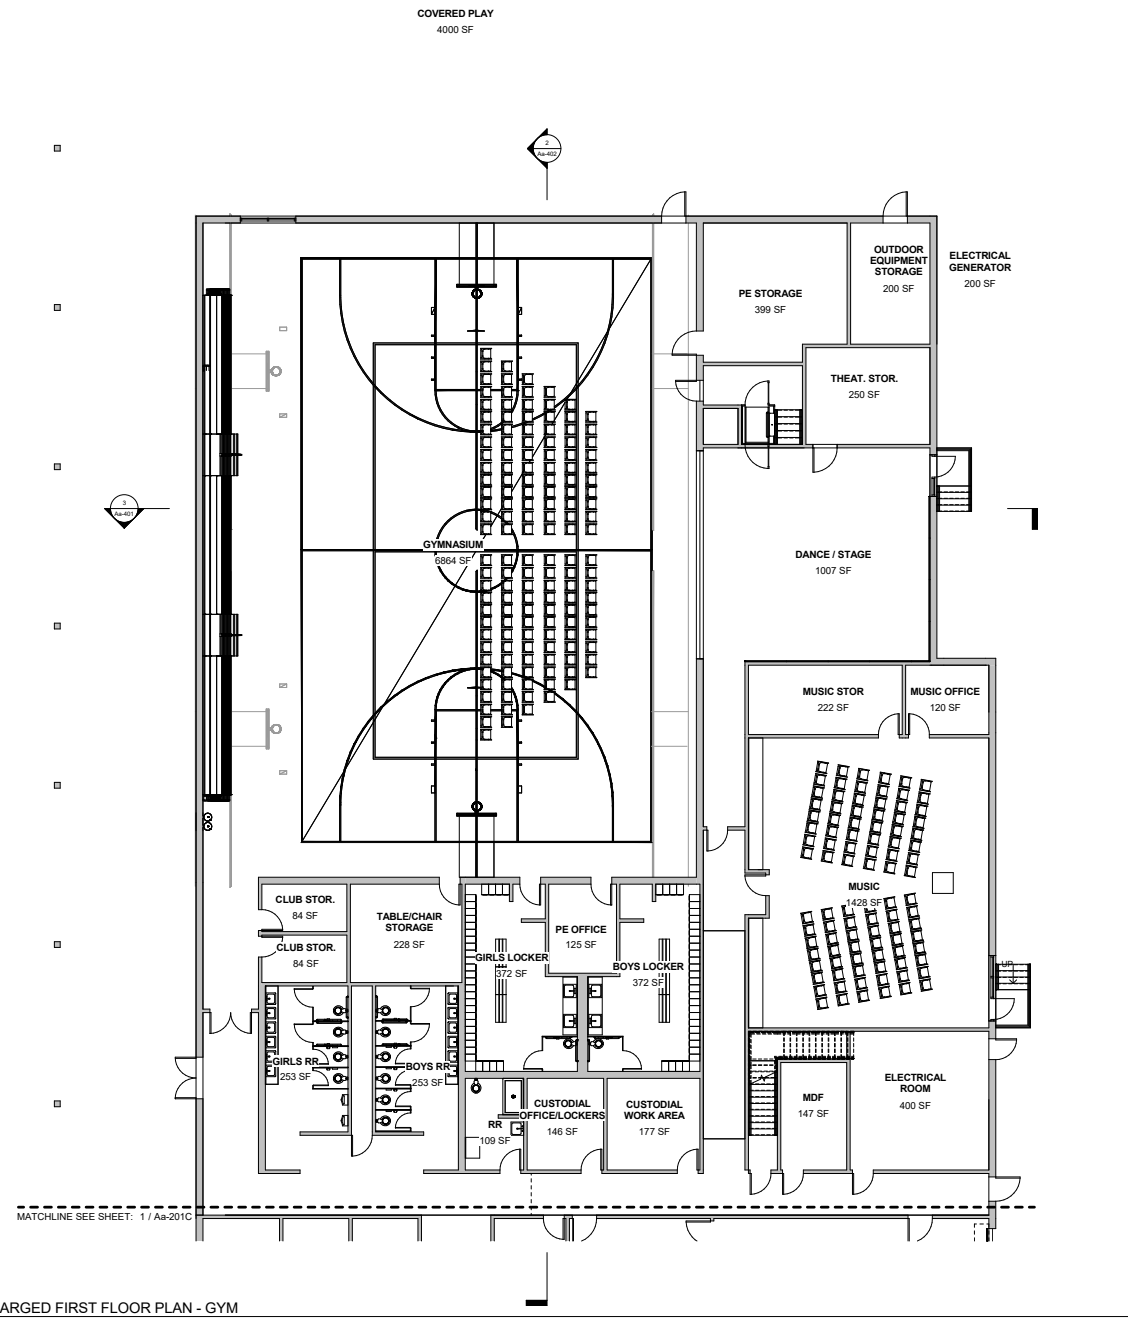 COVERED PLAY
4000 SF
2
Aa-402
OUTDOOR
EQUIPMENT
STORAGE
200 SF
ELECTRICAL
GENERATOR
200 SF
PE STORAGE
399 SF
THEAT. STOR.
250 SF
3
Aa-401
GYMNASIUM
6864 SF
DANCE / STAGE
1007 SF
MUSIC STOR
222 SF
MUSIC OFFICE
120 SF
MUSIC
1428 SF
CLUB STOR.
84 SF
TABLE/CHAIR
STORAGE
228 SF
PE OFFICE
125 SF
CLUB STOR.
84 SF
GIRLS LOCKER
372 SF
BOYS LOCKER
372 SF
UP
GIRLS RR
253 SF
BOYS RR
253 SF
RR
109 SF
CUSTODIAL
OFFICE/LOCKERS
146 SF
CUSTODIAL
WORK AREA
177 SF
MDF
147 SF
ELECTRICAL
ROOM
400 SF
MATCHLINE SEE SHEET: 1 / Aa-201C
ARGED FIRST FLOOR PLAN - GYM